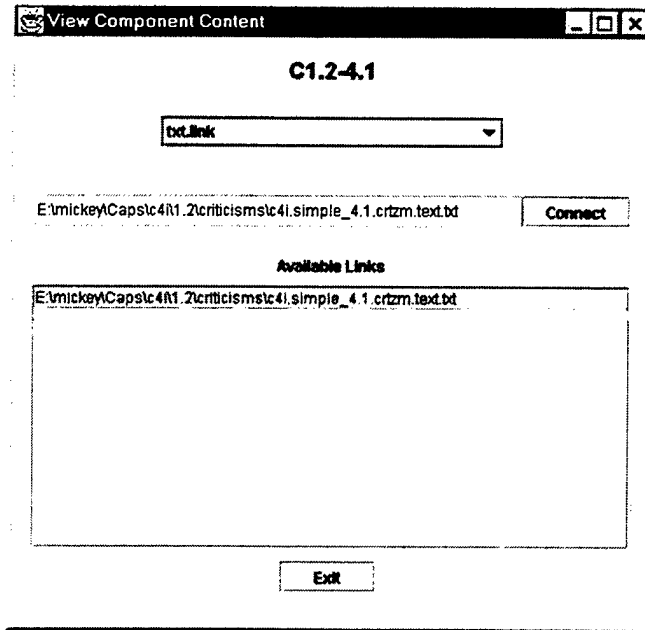 View Component Content
C1.2-4.1
txt.link
E:\mickey\Caps\c4i\1.2\criticisms\c4i.simple_4.1.crtzm.text.txt
Connect
Available Links
E:\mickey\Caps\c4i\1.2\criticisms\c4i.simple_4.1.crtzm.text.txt
Exit